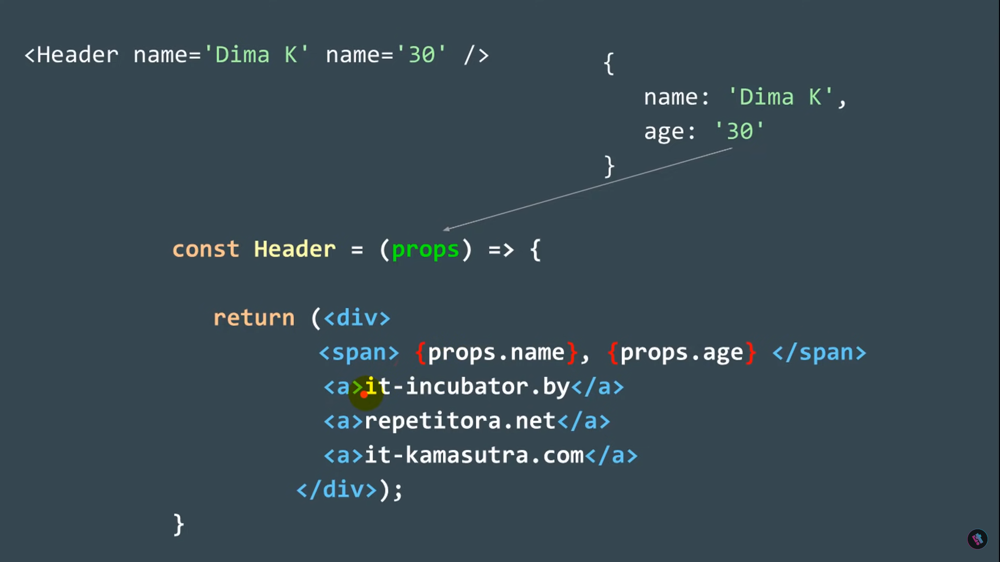 <Header name='Dima K' name='30' />
{
name: 'Dima K',
age: '30'
}
const Header = (props) => {
return (<div>
<span> {props.name}, {props.age} </span>
<a>it-incubator.by</a>
<a>repetitora.net</a>
<a>it-kamasutra.com</a>
</div>);
}